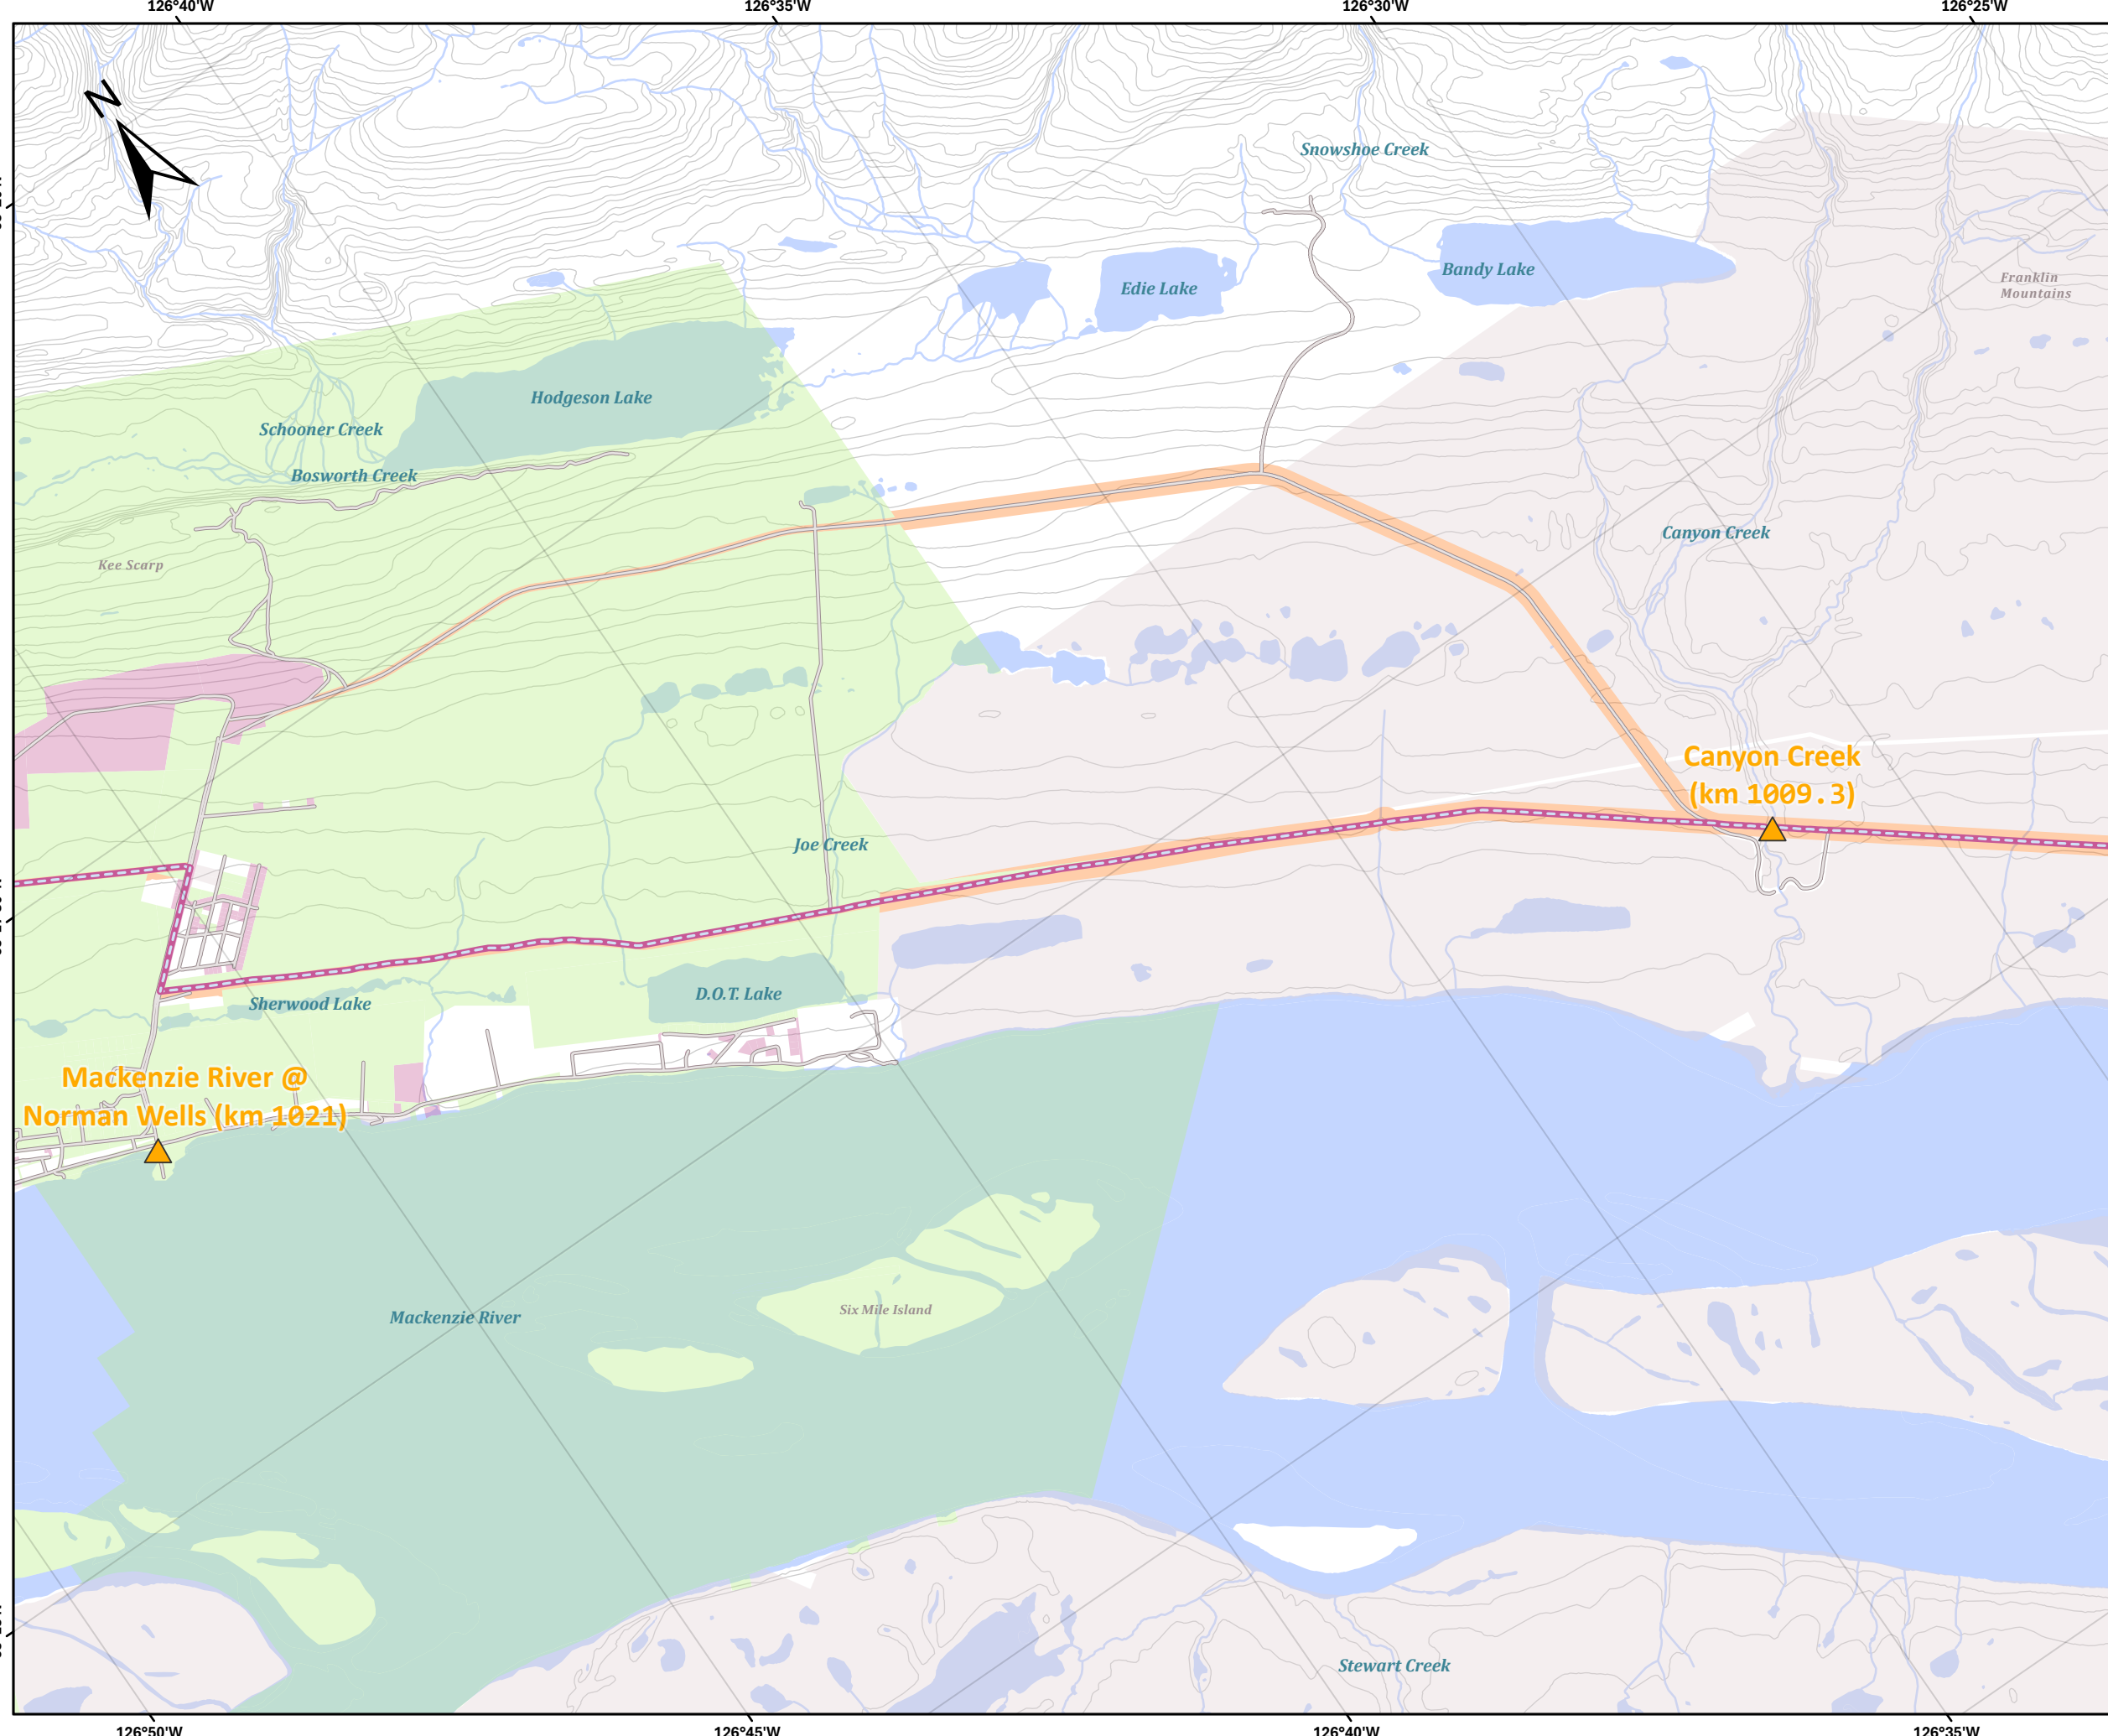 126°40'W
126°35'W
126°30'W
126°25'W
N
Snowshoe Creek
Bandy Lake
Edie Lake
Franklin
Mountains
Hodgeson Lake
Schooner Creek
Bosworth Creek
Canyon Creek
Kee Scarp
Canyon Creek
(km 1009.3)
Joe Creek
D.O.T. Lake
Sherwood Lake
Mackenzie River @
Norman Wells (km 1021)
Six Mile Island
Mackenzie River
Stewart Creek
126°50'W
126°45'W
126°40'W
126°35'W